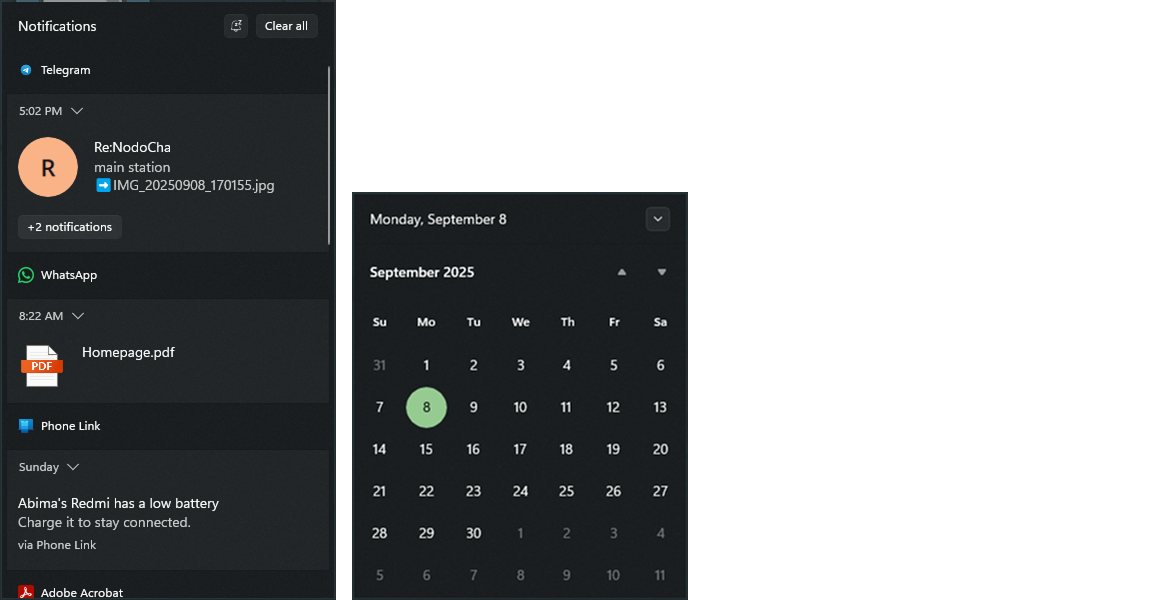 Notifications
Clear all
Telegram
5:02 PM
R
Re:NodoCha
main station
➡IMG_20250908_170155.jpg
+2 notifications
WhatsApp
8:22 AM
PDF
Homepage.pdf
Phone Link
Sunday
Abima's Redmi has a low battery
Charge it to stay connected.
via Phone Link
Adobe Acrobat
Monday, September 8
September 2025
Su Mo Tu We Th Fr Sa
31 1 2 3 4 5 6
7 8 9 10 11 12 13
14 15 16 17 18 19 20
21 22 23 24 25 26 27
28 29 30 1 2 3 4
5 6 7 8 9 10 11